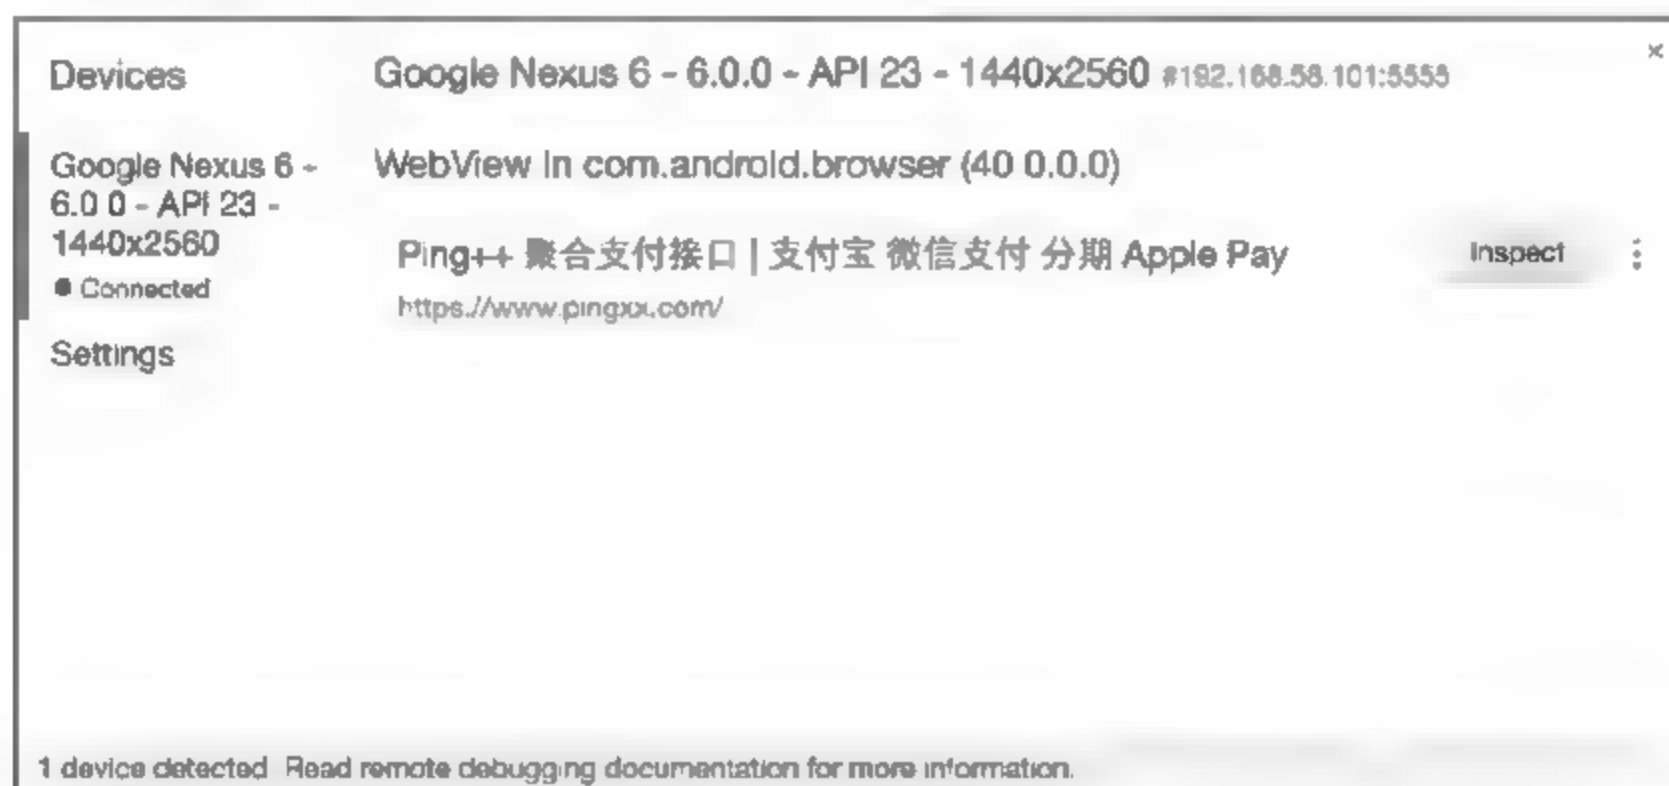 Devices
Google Nexus 6 - 6.0.0 - API 23 - 1440x2560 #192.168.58.101:5555
×
Google Nexus 6 -
6.0 0 - API 23 -
1440x2560
Connected
Settings
WebView in com.android.browser (40 0.0.0)
Ping++ 聚合支付接口 | 支付宝 微信支付 分期 Apple Pay
Inspect
https://www.pingxx.com/
1 device detected Read remote debugging documentation for more information.